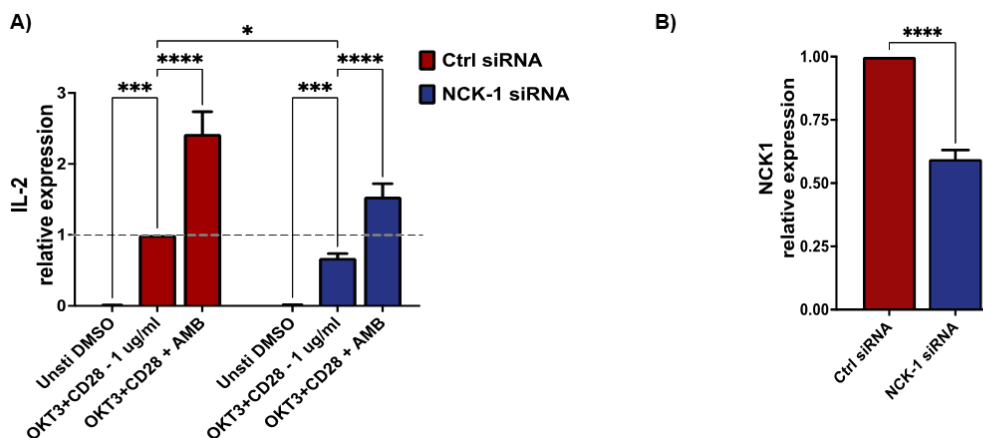 A)
*
***
****
***
****
Ctrl siRNA
NCK-1 siRNA
IL-2
relative expression
3
2
1
0
Unsti DMSO
OKT3+CD28 - 1 ug/ml
OKT3+CD28 + AMB
Unsti DMSO
OKT3+CD28 - 1 ug/ml
OKT3+CD28 + AMB
B)
****
NCK1
relative expression
1.00
0.75
0.50
0.25
0.00
Ctrl siRNA
NCK-1 siRNA